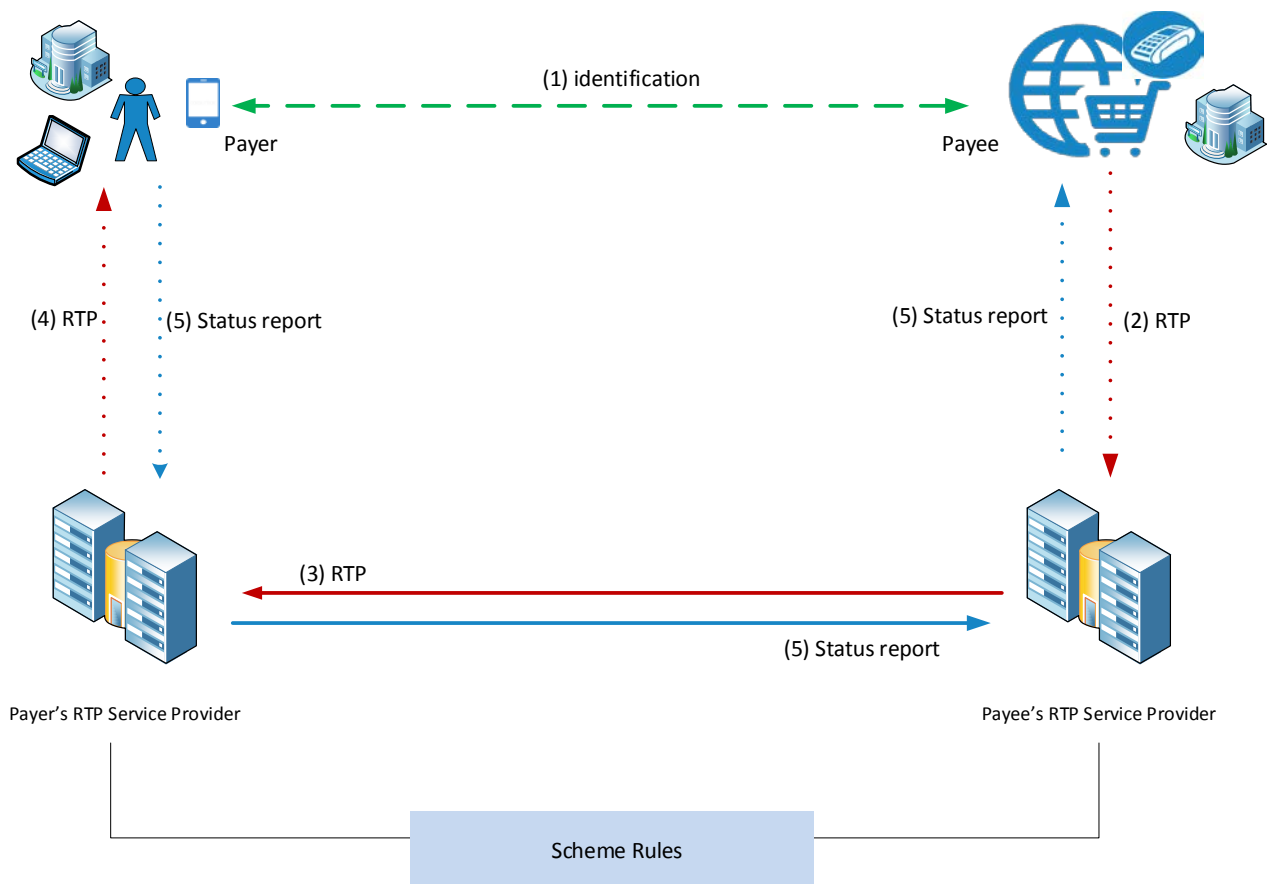 (1) identification
Payer
Payee
(4) RTP
(5) Status report
(5) Status report
(2) RTP
(3) RTP
(5) Status report
Payer’s RTP Service Provider
Payee’s RTP Service Provider
Scheme Rules